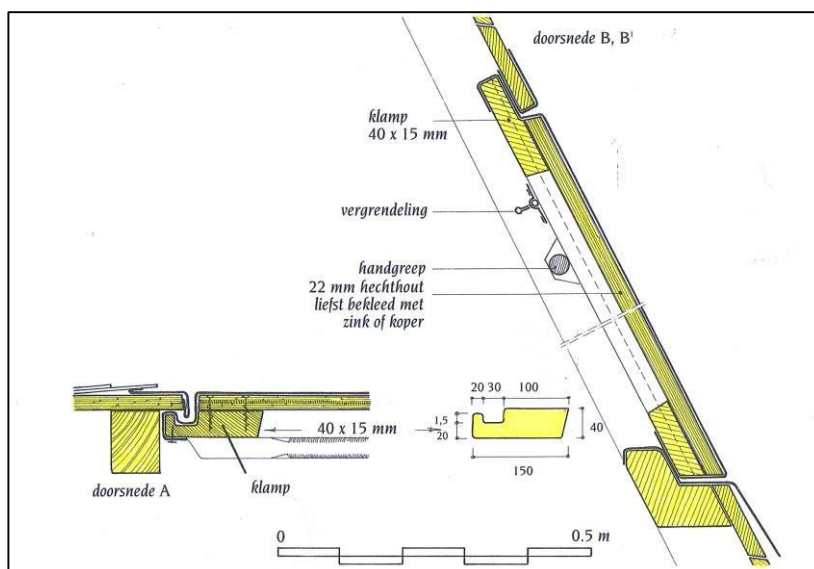 doorsnede B, B¹
klamp
40 x 15 mm
vergrendeling
handgreep
22 mm hechthout
liefst bekleed met
zink of koper
20 30 100
1,5
20
40
150
40 x 15 mm
doorsnede A
klamp
0 0.5 m